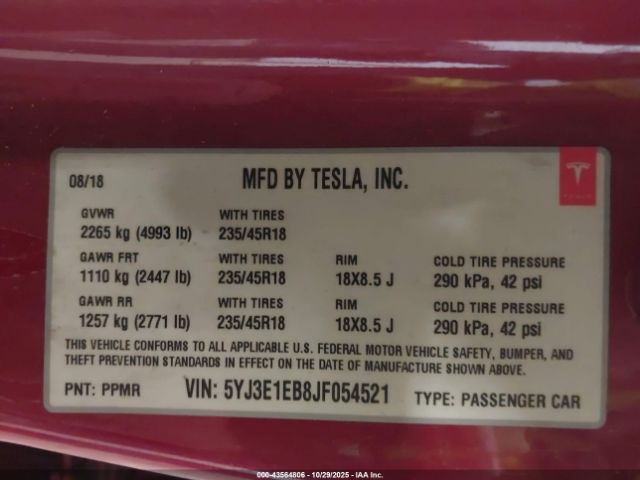 08/18 MFD BY TESLA, INC.
TESLA
GVWR WITH TIRES
2265 kg (4993 lb) 235/45R18
GAWR FRT WITH TIRES RIM COLD TIRE PRESSURE
1110 kg (2447 lb) 235/45R18 18X8.5 J 290 kPa, 42 psi
GAWR RR WITH TIRES RIM COLD TIRE PRESSURE
1257 kg (2771 lb) 235/45R18 18X8.5 J 290 kPa, 42 psi
THIS VEHICLE CONFORMS TO ALL APPLICABLE U.S. FEDERAL MOTOR VEHICLE SAFETY, BUMPER, AND
THEFT PREVENTION STANDARDS IN EFFECT ON THE DATE OF MANUFACTURE SHOWN ABOVE.
PNT: PPMR VIN: 5YJ3E1EB8JF054521 TYPE: PASSENGER CAR
000-43564806 - 10/29/2025 - IAA Inc.